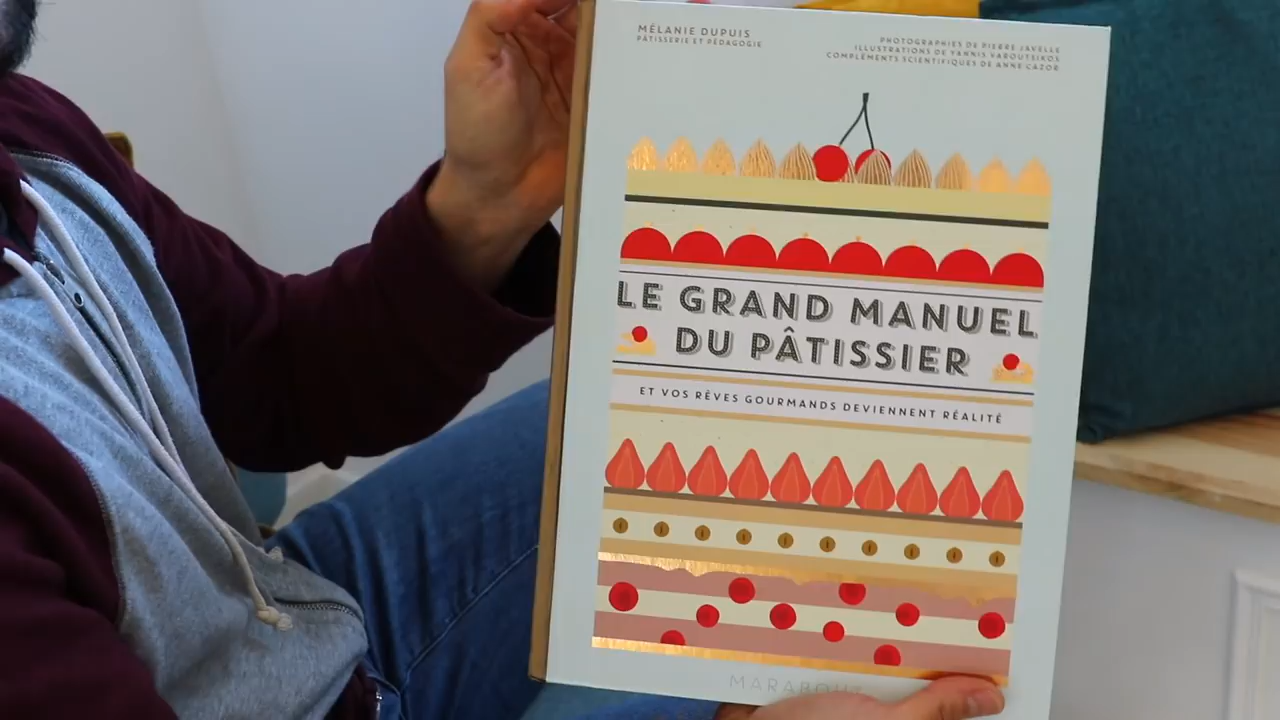 MÉLANIE DUPUIS
PÂTISSERIE ET PÉDAGOGIE
PHOTOGRAPHIES DE PIERRE JAVELLE
ILLUSTRATIONS DE YANNIS VAROUTSIKOS
COMPLÉMENTS SCIENTIFIQUES DE ANNE CAZOR
LE GRAND MANUEL
DU PÂTISSIER
ET VOS RÊVES GOURMANDS DEVIENNENT RÉALITÉ
MARABOUT